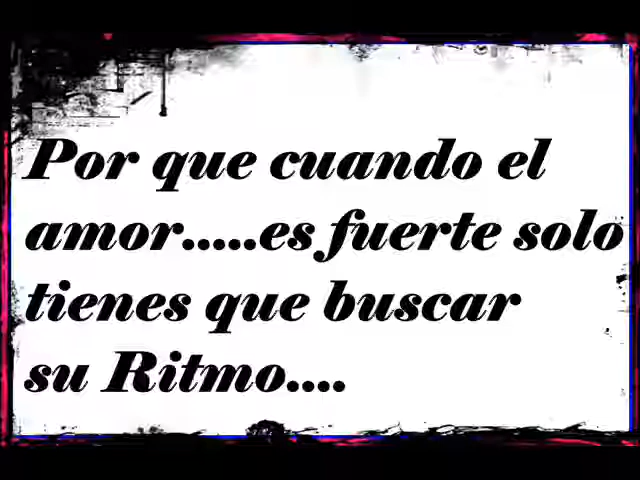 Por que cuando el
amor.....es fuerte solo
tienes que buscar
su Ritmo....